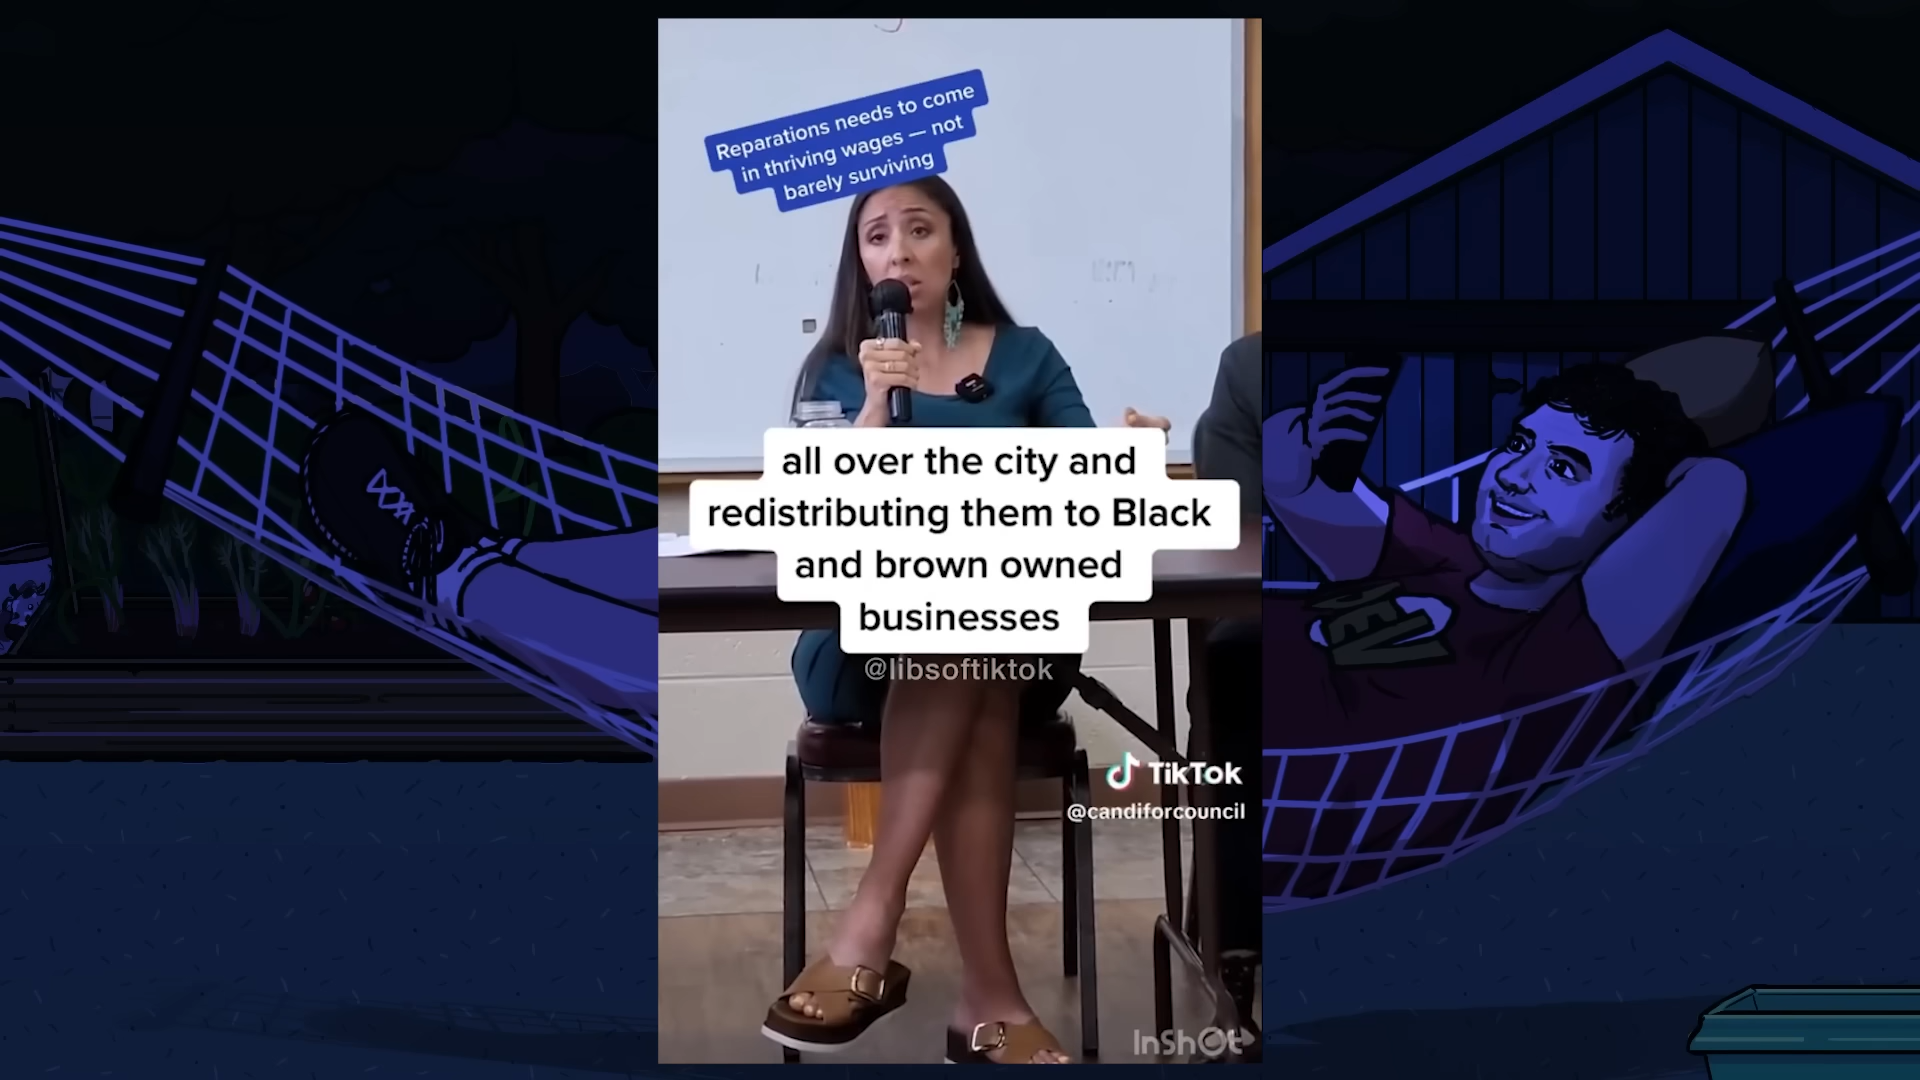 Reparations needs to come
in thriving wages — not
barely surviving
all over the city and
redistributing them to Black
and brown owned
businesses
@libsoftiktok
TikTok
@candiforcouncil
InShOt